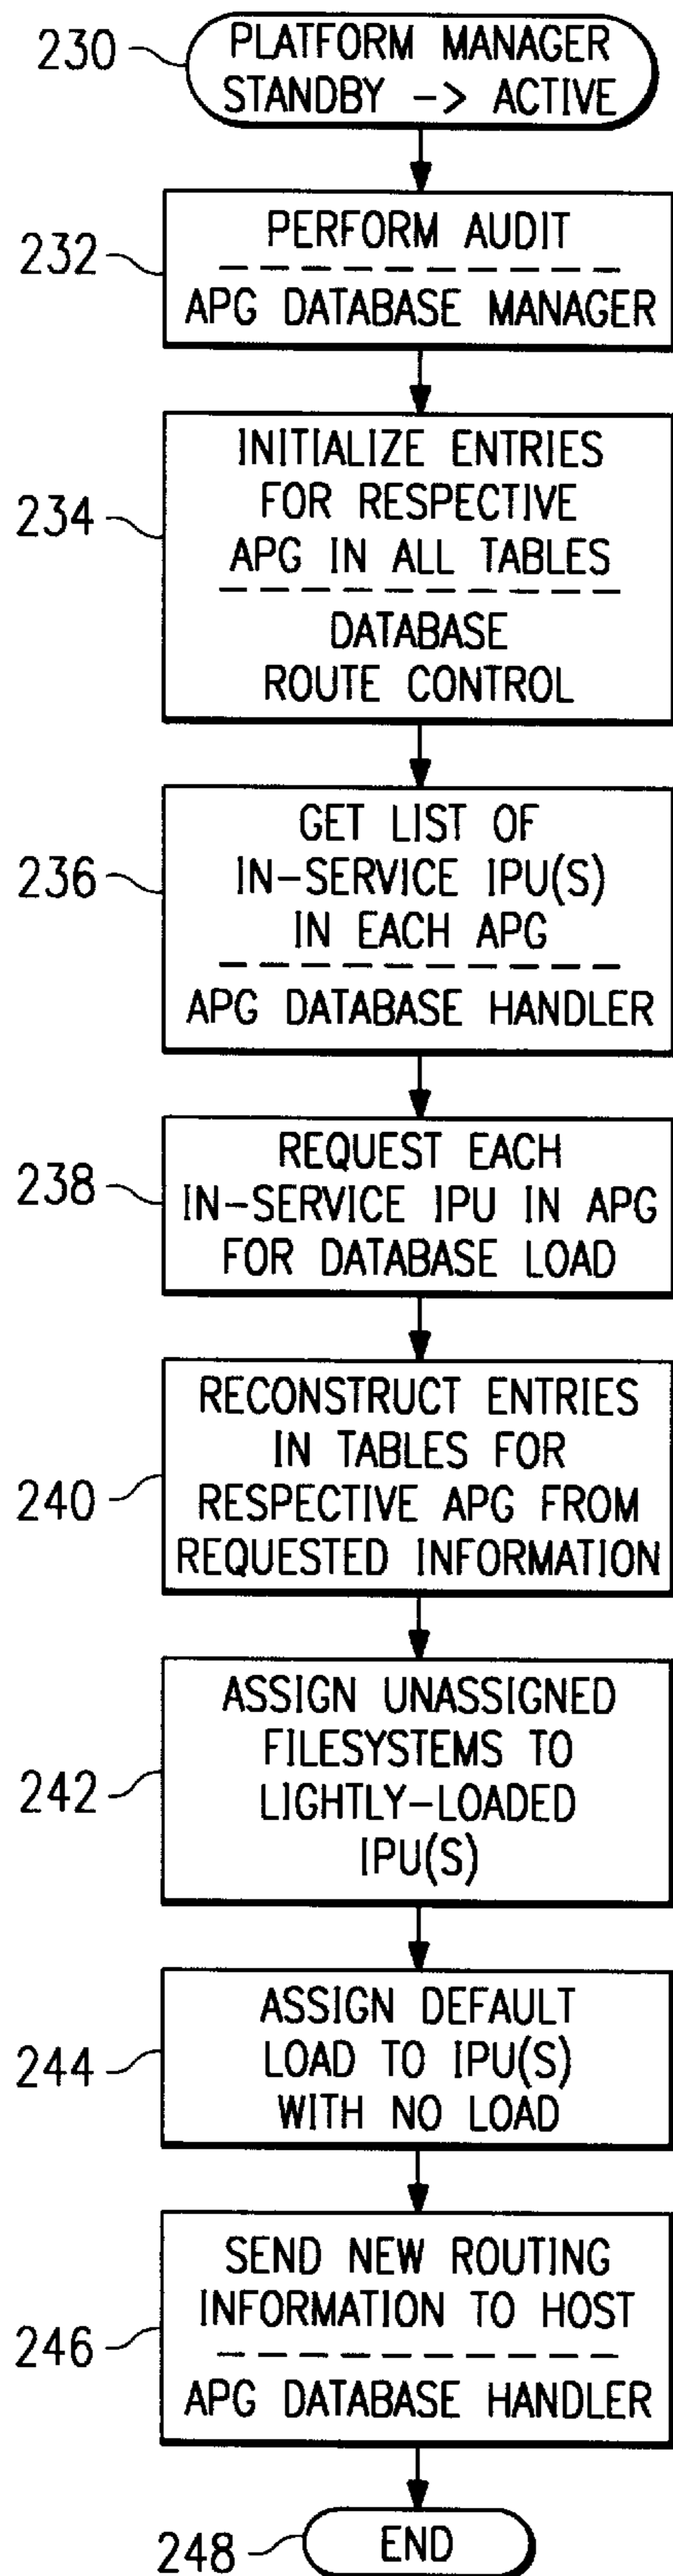 230
PLATFORM MANAGER
STANDBY -> ACTIVE
232
PERFORM AUDIT
APG DATABASE MANAGER
234
INITIALIZE ENTRIES
FOR RESPECTIVE
APG IN ALL TABLES
DATABASE
ROUTE CONTROL
236
GET LIST OF
IN-SERVICE IPU(S)
IN EACH APG
APG DATABASE HANDLER
238
REQUEST EACH
IN-SERVICE IPU IN APG
FOR DATABASE LOAD
240
RECONSTRUCT ENTRIES
IN TABLES FOR
RESPECTIVE APG FROM
REQUESTED INFORMATION
242
ASSIGN UNASSIGNED
FILESYSTEMS TO
LIGHTLY-LOADED
IPU(S)
244
ASSIGN DEFAULT
LOAD TO IPU(S)
WITH NO LOAD
246
SEND NEW ROUTING
INFORMATION TO HOST
APG DATABASE HANDLER
248
END